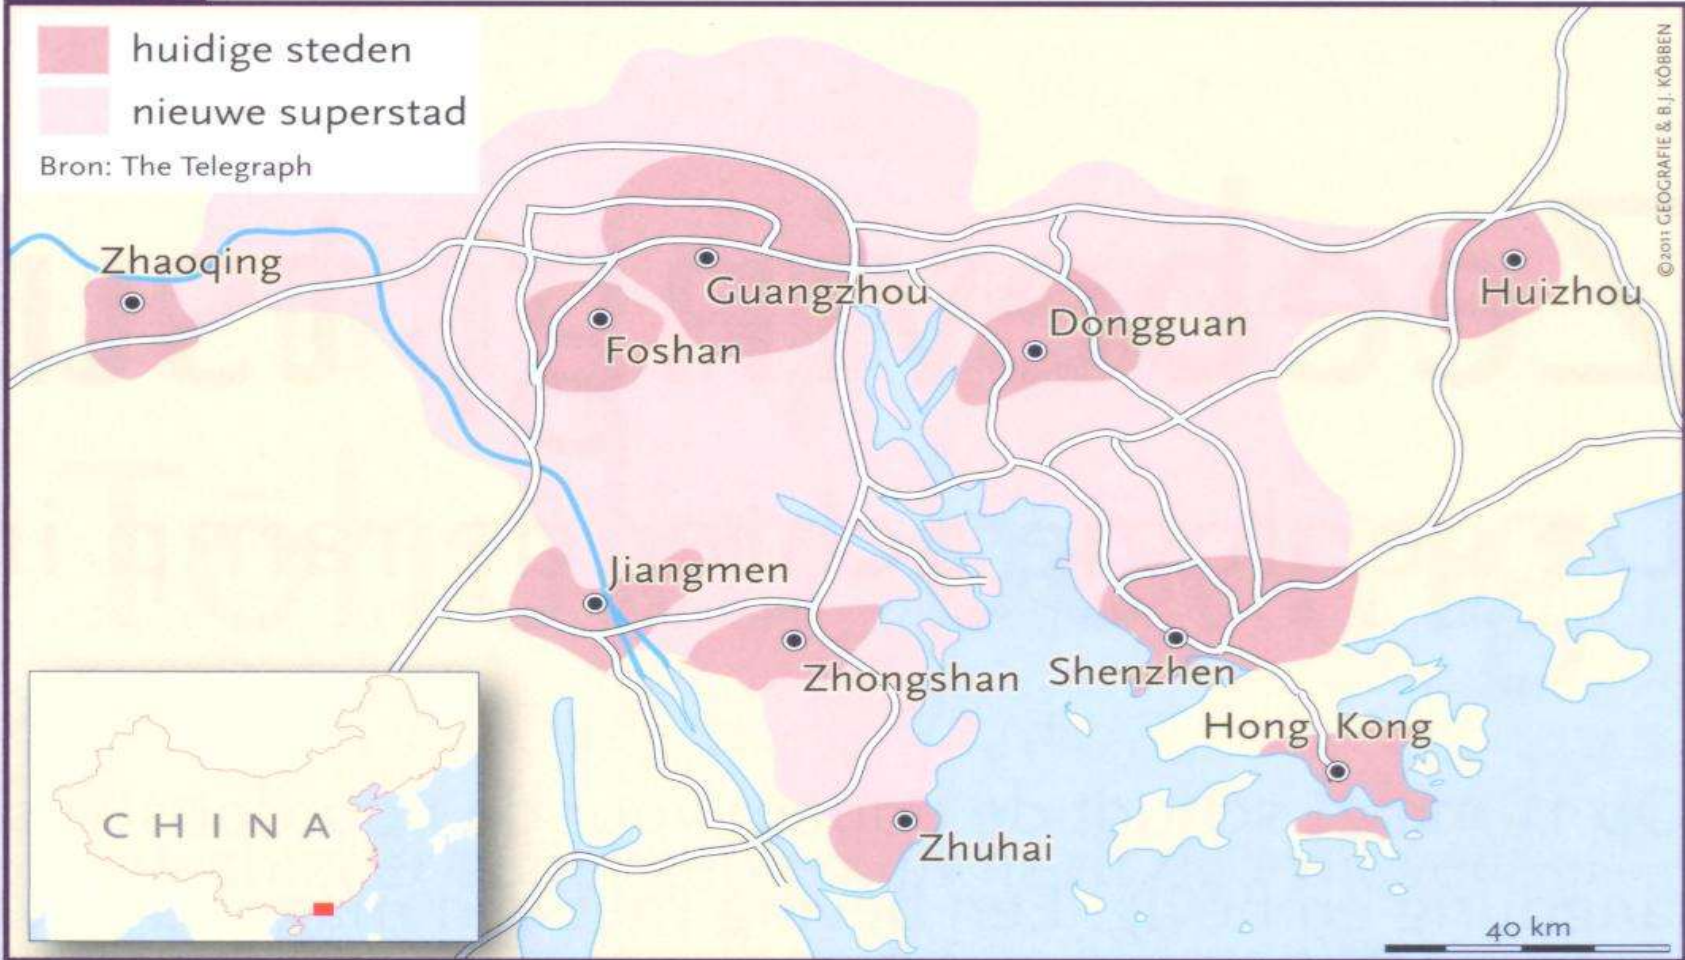 huidige steden
nieuwe superstad
Bron: The Telegraph
©2011 GEOGRAFIE & B.J. KÖBBEN
Zhaoqing
Guangzhou
Huizhou
Foshan
Dongguan
Jiangmen
Zhongshan
Shenzhen
Hong Kong
Zhuhai
CHINA
40 km